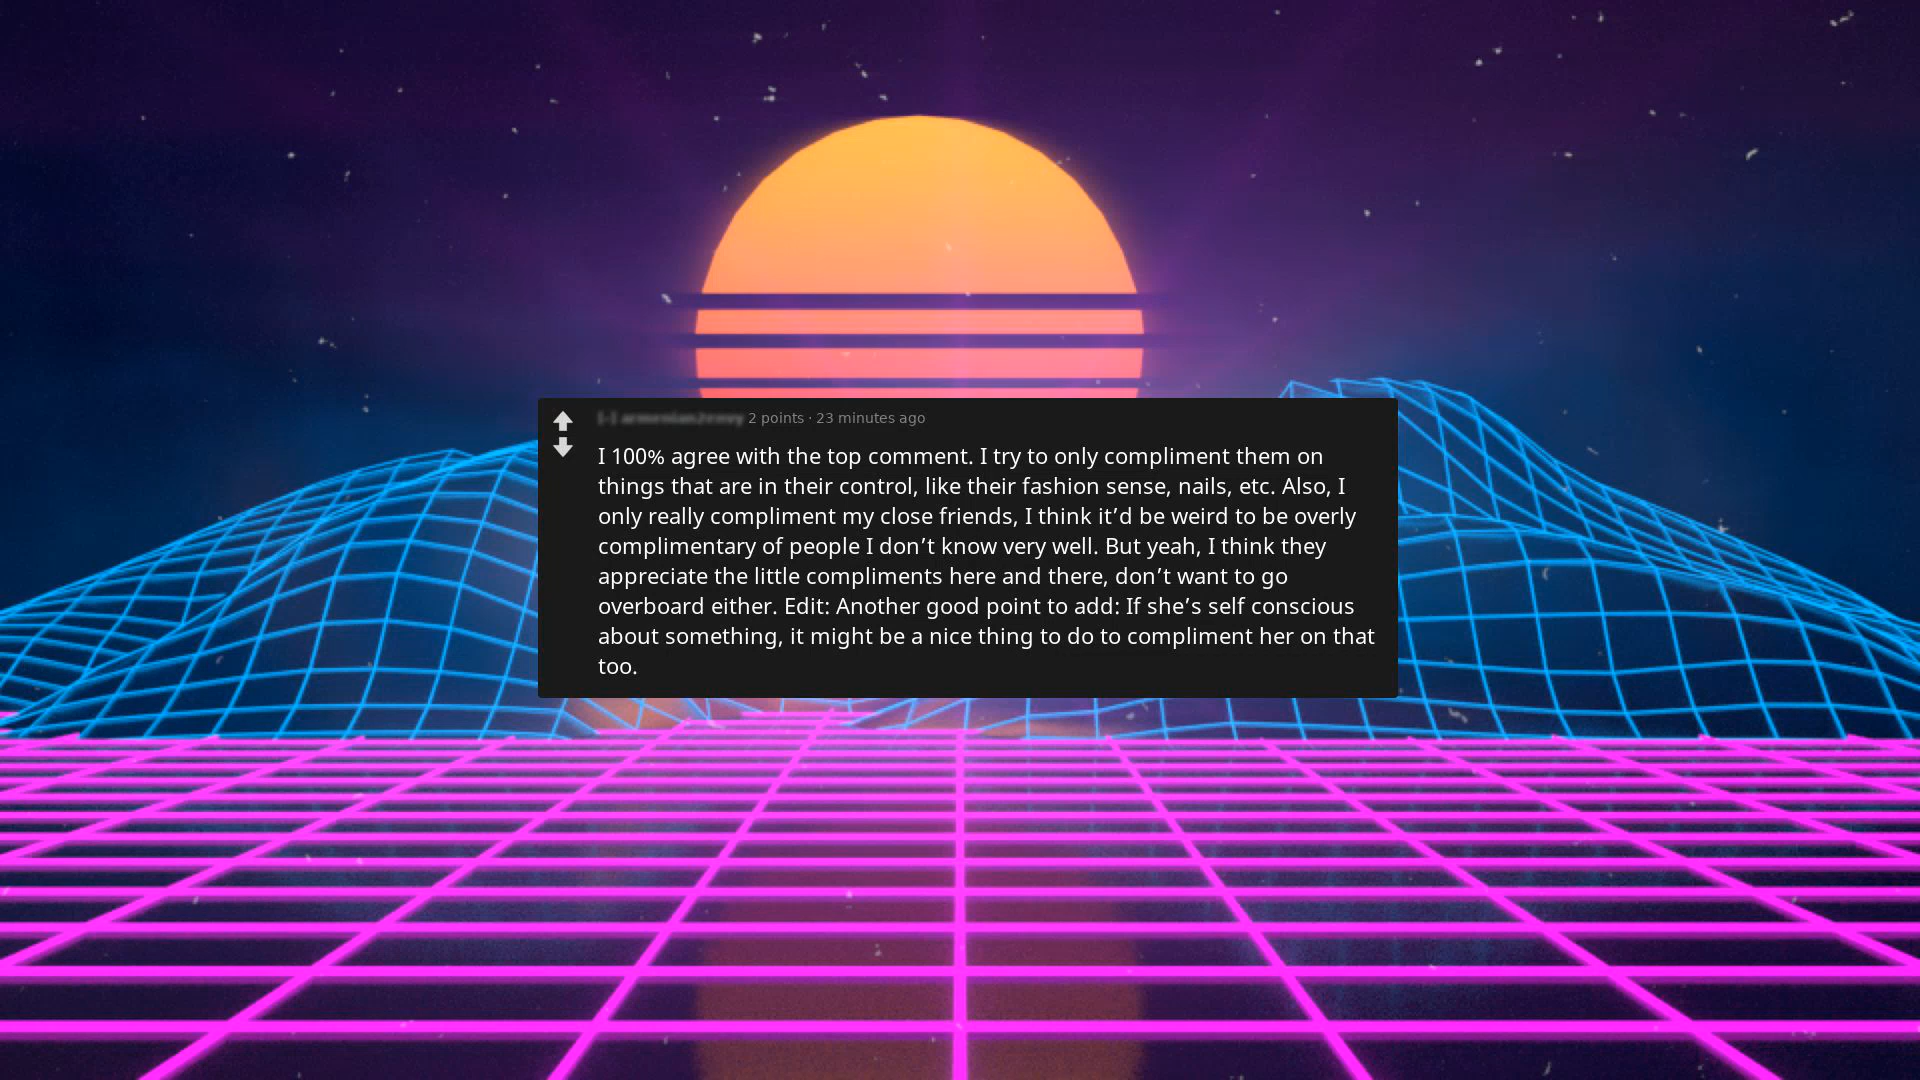 2 points · 23 minutes ago
I 100% agree with the top comment. I try to only compliment them on
things that are in their control, like their fashion sense, nails, etc. Also, I
only really compliment my close friends, I think it’d be weird to be overly
complimentary of people I don’t know very well. But yeah, I think they
appreciate the little compliments here and there, don’t want to go
overboard either. Edit: Another good point to add: If she’s self conscious
about something, it might be a nice thing to do to compliment her on that
too.